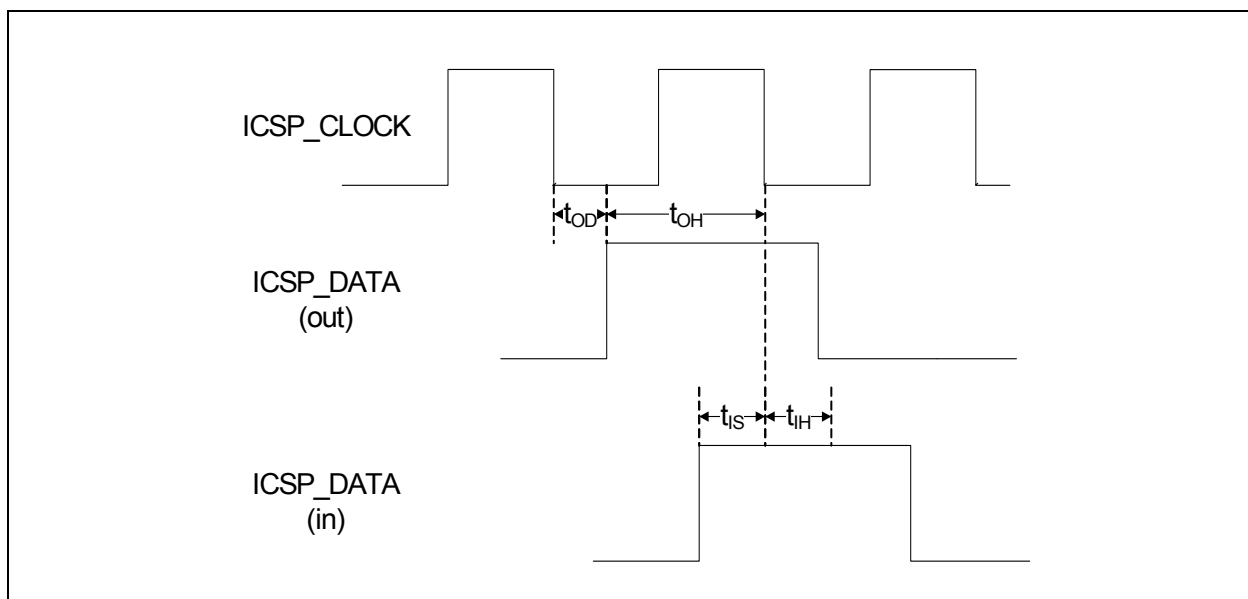 ICSP_CLOCK
tOD
tOH
ICSP_DATA
(out)
tIS
tIH
ICSP_DATA
(in)